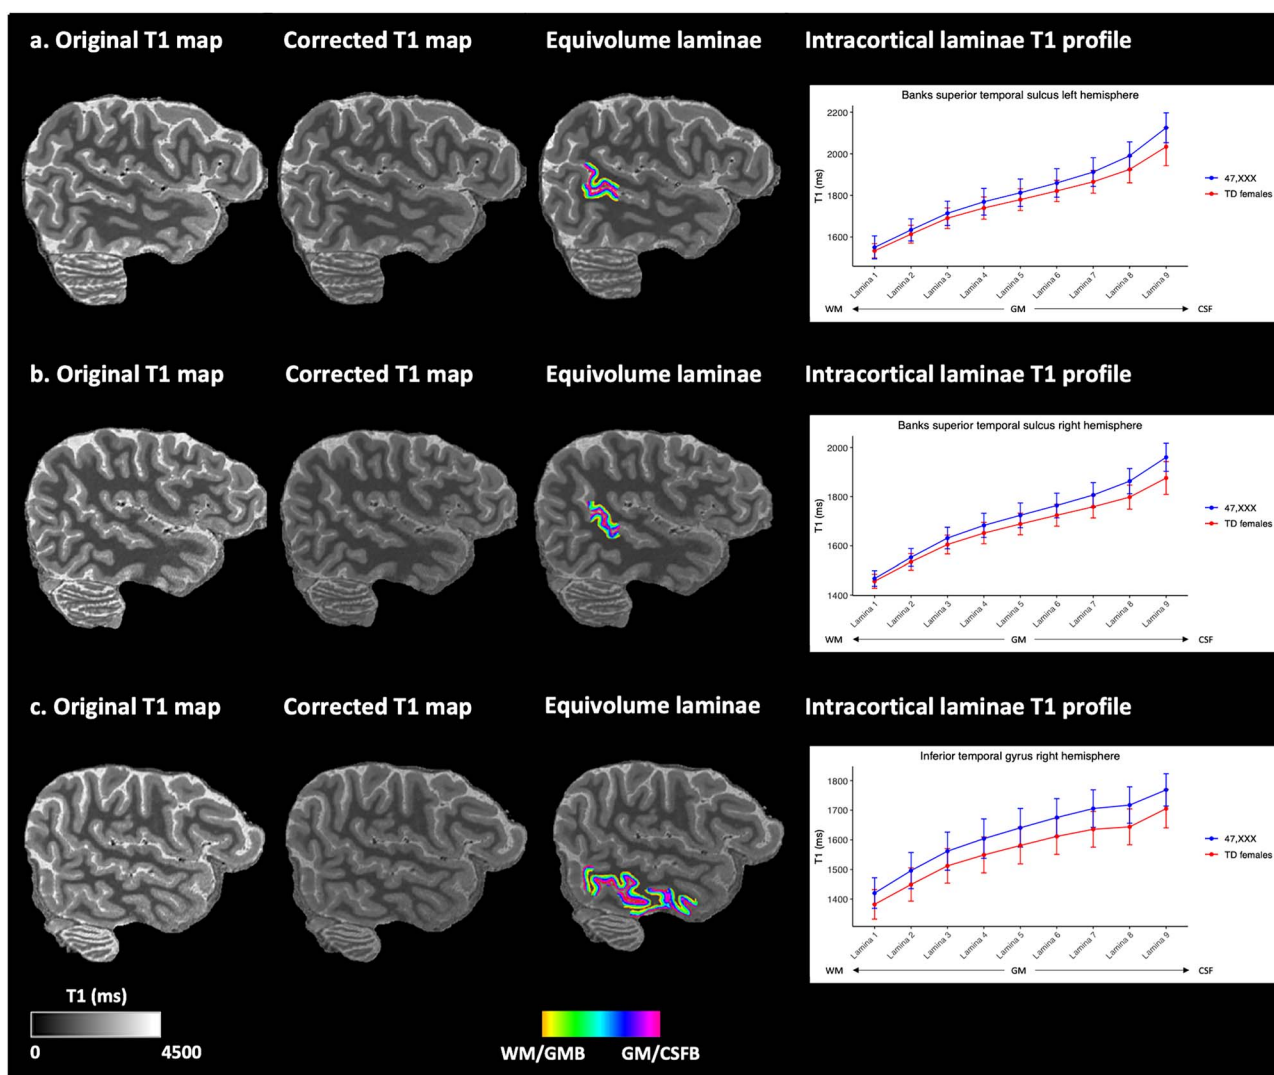 a. Original T1 map
Corrected T1 map
Equivolume laminae
Intracortical laminae T1 profile
Banks superior temporal sulcus left hemisphere
T1 (ms)
2200
2000
1800
1600
Lamina 1
Lamina 2
Lamina 3
Lamina 4
Lamina 5
Lamina 6
Lamina 7
Lamina 8
Lamina 9
WM
GM
CSF
47,XXX
TD females
b. Original T1 map
Corrected T1 map
Equivolume laminae
Intracortical laminae T1 profile
Banks superior temporal sulcus right hemisphere
T1 (ms)
2000
1800
1600
1400
Lamina 1
Lamina 2
Lamina 3
Lamina 4
Lamina 5
Lamina 6
Lamina 7
Lamina 8
Lamina 9
WM
GM
CSF
47,XXX
TD females
c. Original T1 map
Corrected T1 map
Equivolume laminae
Intracortical laminae T1 profile
Inferior temporal gyrus right hemisphere
T1 (ms)
1800
1700
1600
1500
1400
Lamina 1
Lamina 2
Lamina 3
Lamina 4
Lamina 5
Lamina 6
Lamina 7
Lamina 8
Lamina 9
WM
GM
CSF
47,XXX
TD females
T1 (ms)
0
4500
WM/GMB
GM/CSFB